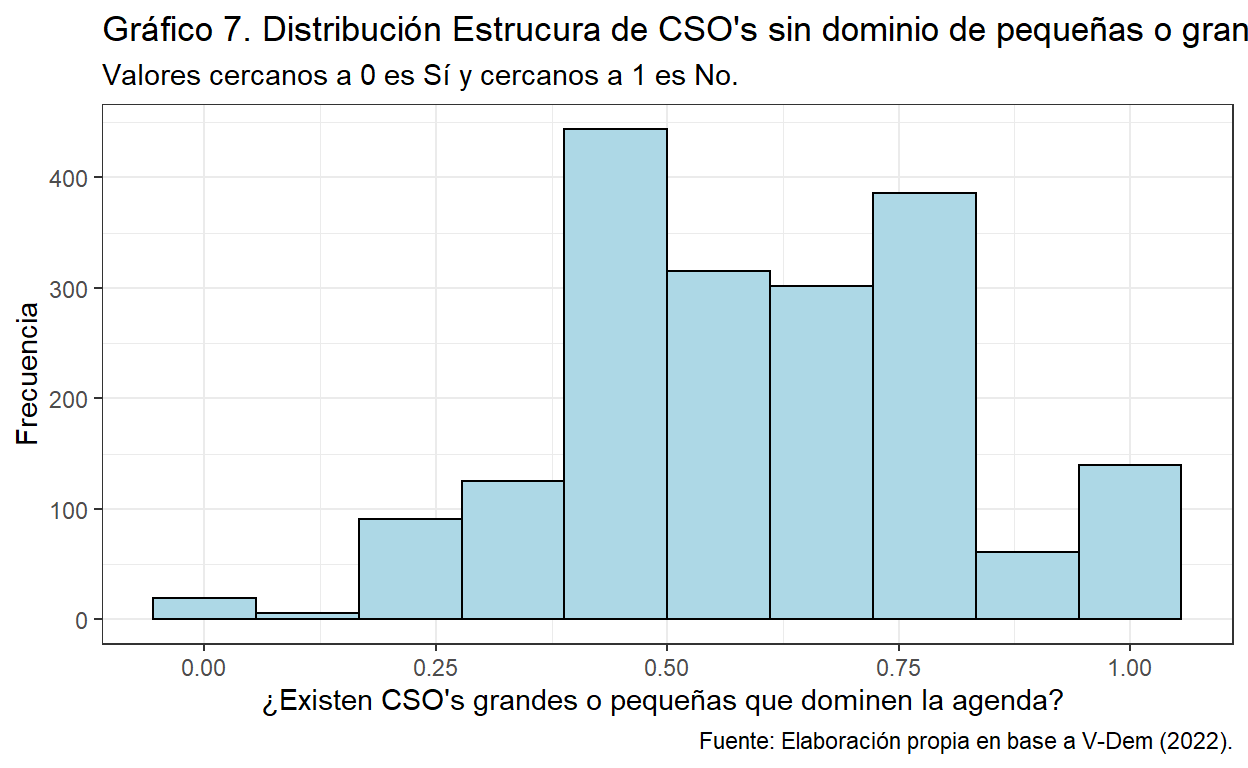 Gráfico 7. Distribución Estrucura de CSO's sin dominio de pequeñas o gran
Valores cercanos a 0 es Sí y cercanos a 1 es No.
Frecuencia
400
300
200
100
0
0.00 0.25 0.50 0.75 1.00
¿Existen CSO's grandes o pequeñas que dominen la agenda?
Fuente: Elaboración propia en base a V-Dem (2022).